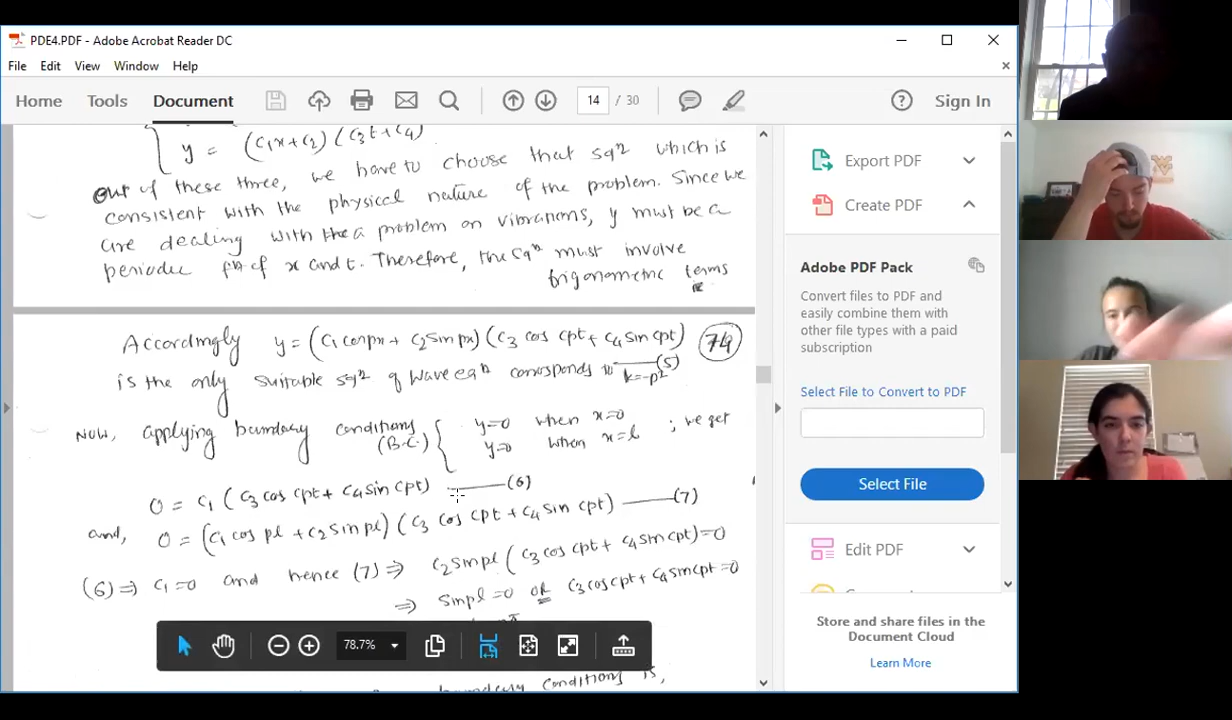 PDE4.PDF - Adobe Acrobat Reader DC
File Edit View Window Help
Home Tools Document 14 / 30 Sign In
y = (c1x+c2) (c3t+c4)
out of these three, we have to choose that sqn which is
consistent with the physical nature of the problem. Since we
are dealing with the a problem on vibrations, y must be a
periodic fn of x and t. Therefore, the sqn must involve
trigonometric terms
Accordingly y = (c1 cospx + c2 sinpx) (c3 cos cpt + c4 sin cpt) (74)
is the only suitable sqn of wave eqn corresponds to k=-p² —(5)
Now, applying boundary conditions (B.C.) { y=0 when x=0
y=0 when x=l ; we get
0 = c1 (c3 cos cpt + c4 sin cpt) —(6)
and, 0 = (c1 cos pl + c2 sin pl) (c3 cos cpt + c4 sin cpt) —(7)
(6) ⇒ c1=0 and hence (7) ⇒ c2 sinpl (c3 cos cpt + c4 sin cpt)=0
⇒ sinpl=0 OR c3 cos cpt + c4 sin cpt=0
78.7%
boundary conditions is,
Export PDF
Create PDF
Adobe PDF Pack
Convert files to PDF and
easily combine them with
other file types with a paid
subscription
Select File to Convert to PDF
Select File
Edit PDF
Store and share files in the
Document Cloud
Learn More